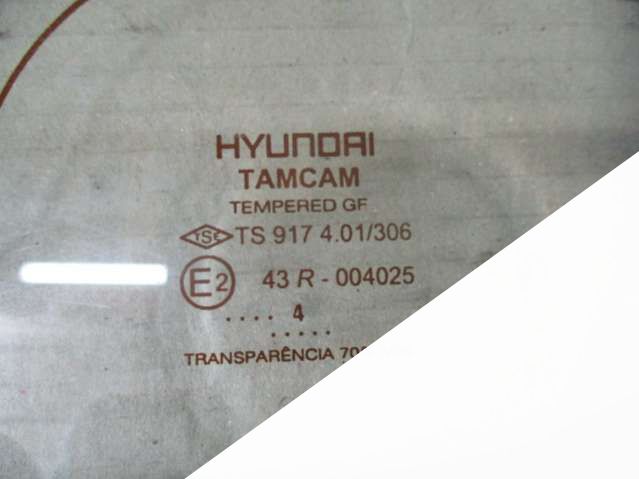 HYUNDAI
TAMCAM
TEMPERED GF
TSE TS 917 4.01/306
E2 43 R - 004025
.... 4
.....
TRANSPARÊNCIA